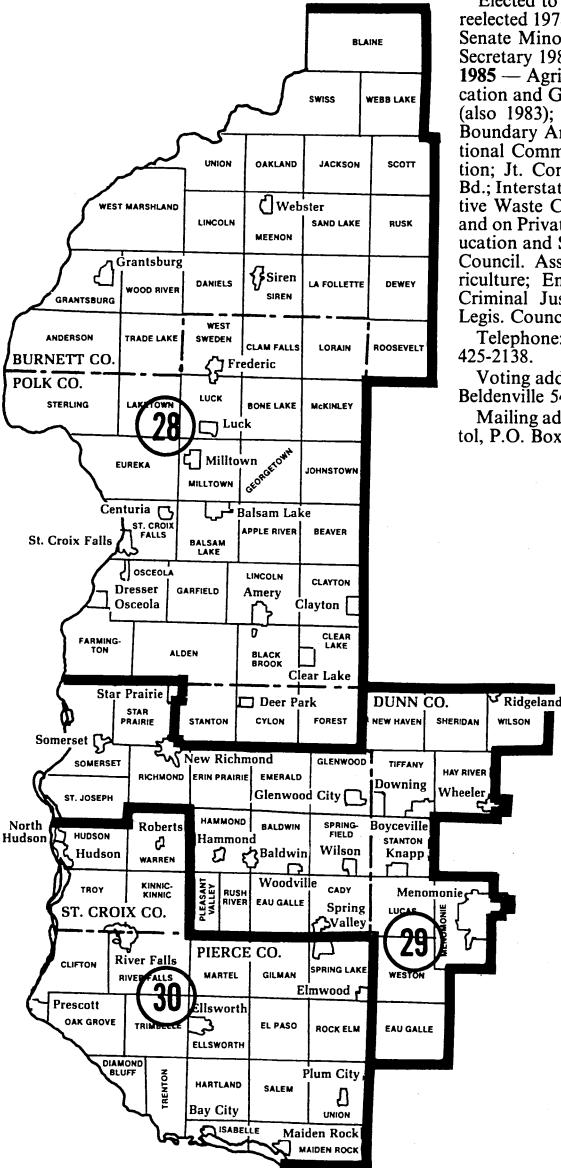 Elected to
reelected 197
Senate Mino
Secretary 198
1985 — Agri
cation and G
(also 1983);
Boundary Ar
tional Comm
tion; Jt. Con
Bd.; Interstat
tive Waste C
and on Privat
ucation and S
Council. Ass
riculture; En
Criminal Jus
Legis. Counc
Telephone:
425-2138.
Voting add
Beldenville 54
Mailing ad
tol, P.O. Box
BLAINE
SWISS
WEBB LAKE
UNION
OAKLAND
JACKSON
SCOTT
WEST MARSHLAND
LINCOLN
Webster
MEENON
SAND LAKE
RUSK
Grantsburg
GRANTSBURG
WOOD RIVER
DANIELS
Siren
SIREN
LA FOLLETTE
DEWEY
ANDERSON
TRADE LAKE
WEST
SWEDEN
CLAM FALLS
LORAIN
ROOSEVELT
BURNETT CO.
Frederic
POLK CO.
STERLING
LAKETOWN
LUCK
BONE LAKE
McKINLEY
28
Luck
EUREKA
Milltown
MILLTOWN
GEORGETOWN
JOHNSTOWN
Centuria
ST. CROIX
FALLS
Balsam Lake
St. Croix Falls
BALSAM
LAKE
APPLE RIVER
BEAVER
OSCEOLA
Dresser
Osceola
GARFIELD
LINCOLN
Amery
CLAYTON
Clayton
FARMING-
TON
ALDEN
BLACK
BROOK
CLEAR
LAKE
Clear Lake
Star Prairie
STAR
PRAIRIE
STANTON
Deer Park
CYLON
FOREST
DUNN CO.
NEW HAVEN
SHERIDAN
Ridgeland
WILSON
Somerset
SOMERSET
New Richmond
RICHMOND
ERIN PRAIRIE
EMERALD
GLENWOOD
Glenwood City
TIFFANY
Downing
HAY RIVER
Wheeler
ST. JOSEPH
North
Hudson
HUDSON
Hudson
Roberts
WARREN
HAMMOND
Hammond
BALDWIN
Baldwin
SPRING-
FIELD
Wilson
Boyceville
STANTON
Knapp
TROY
KINNIC-
KINNIC
PLEASANT
VALLEY
RUSH
RIVER
Woodville
EAU GALLE
CADY
Spring
Valley
Menomonie
LUCAS
MENOMONIE
ST. CROIX CO.
29
PIERCE CO.
CLIFTON
River Falls
RIVER FALLS
MARTEL
GILMAN
SPRING LAKE
Elmwood
WESTON
30
Prescott
OAK GROVE
TRIMBELLE
Ellsworth
ELLSWORTH
EL PASO
ROCK ELM
EAU GALLE
DIAMOND
BLUFF
TRENTON
HARTLAND
SALEM
Plum City
UNION
Bay City
ISABELLE
Maiden Rock
MAIDEN ROCK